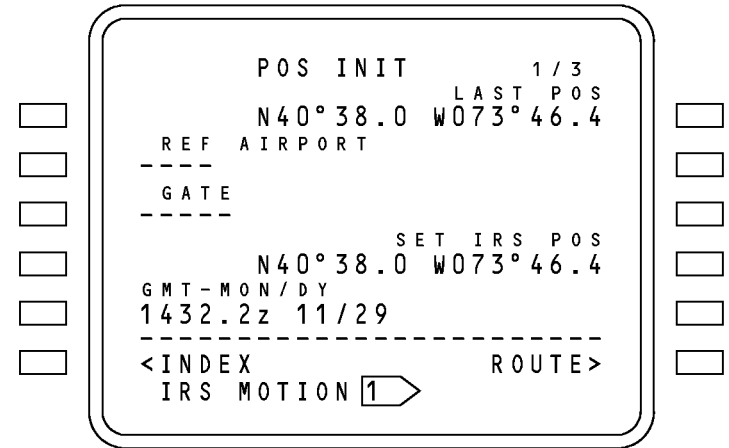 POS INIT 1/3
LAST POS
N40°38.0 W073°46.4
REF AIRPORT
----
GATE
-----
SET IRS POS
N40°38.0 W073°46.4
GMT-MON/DY
1432.2z 11/29
--------------------------
<INDEX ROUTE>
IRS MOTION 1